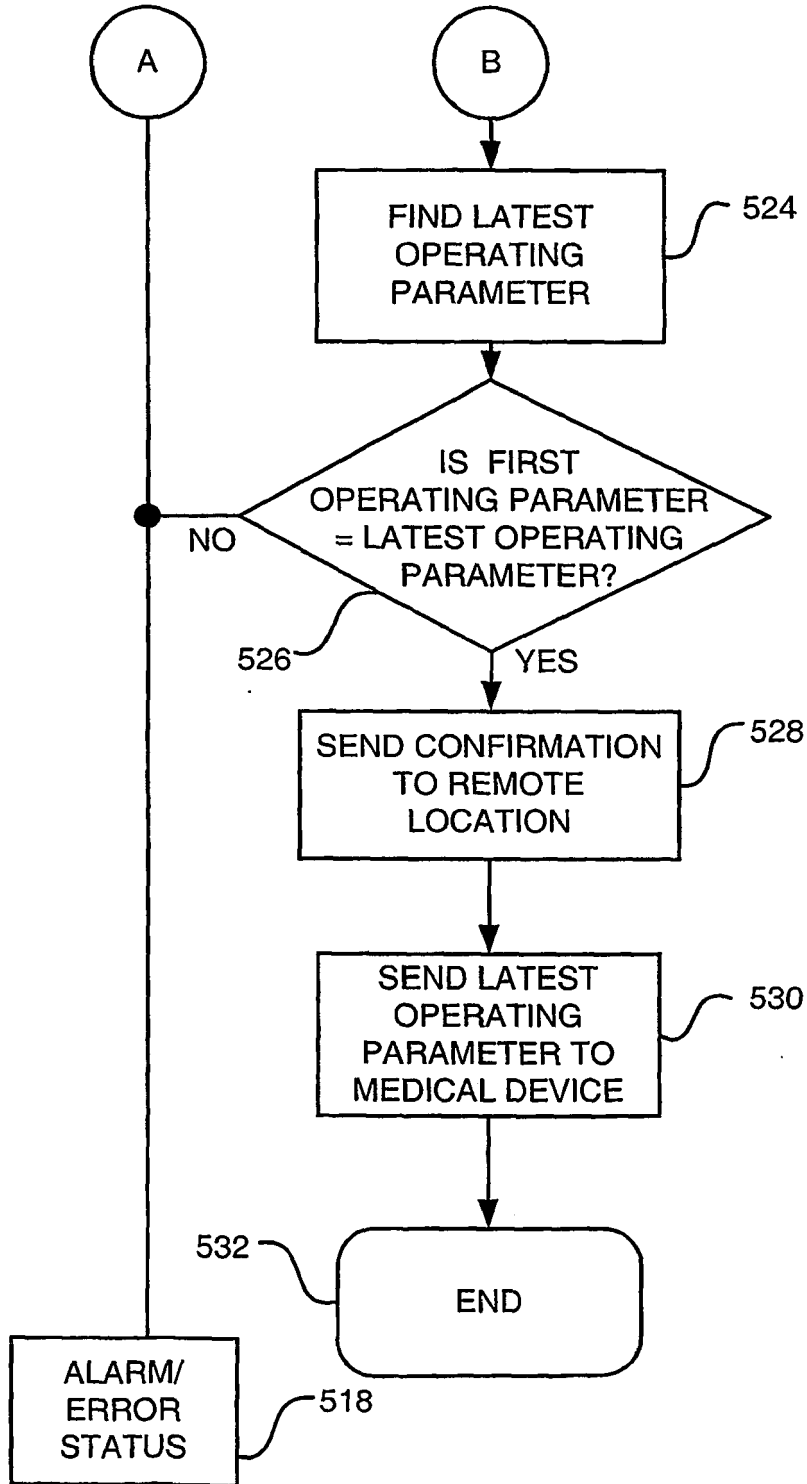 A
B
FIND LATEST
OPERATING
PARAMETER
524
IS FIRST
OPERATING PARAMETER
= LATEST OPERATING
PARAMETER?
NO
526
YES
SEND CONFIRMATION
TO REMOTE
LOCATION
528
SEND LATEST
OPERATING
PARAMETER TO
MEDICAL DEVICE
530
532
END
ALARM/
ERROR
STATUS
518